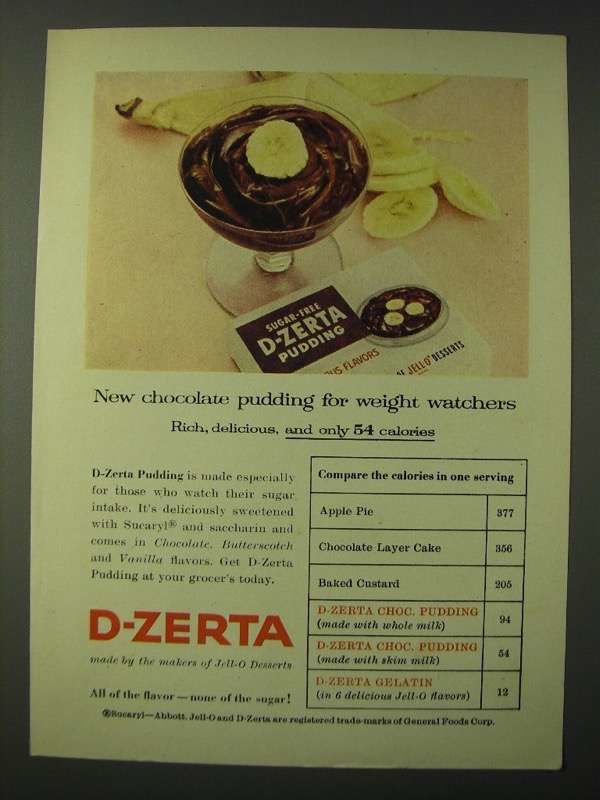 SUGAR-FREE
D-ZERTA
PUDDING
FLAVORS
JELL-O® DESSERTS
New chocolate pudding for weight watchers
Rich, delicious, and only 54 calories
D-Zerta Pudding is made especially
for those who watch their sugar
intake. It's deliciously sweetened
with Sucaryl® and saccharin and
comes in Chocolate, Butterscotch
and Vanilla flavors. Get D-Zerta
Pudding at your grocer's today.
D-ZERTA
made by the makers of Jell-O Desserts
All of the flavor—none of the sugar!
Compare the calories in one serving
Apple Pie 377
Chocolate Layer Cake 356
Baked Custard 205
D-ZERTA CHOC. PUDDING
(made with whole milk) 94
D-ZERTA CHOC. PUDDING
(made with skim milk) 54
D-ZERTA GELATIN
(in 6 delicious Jell-O flavors) 12
®Sucaryl—Abbott. Jell-O and D-Zerta are registered trade-marks of General Foods Corp.